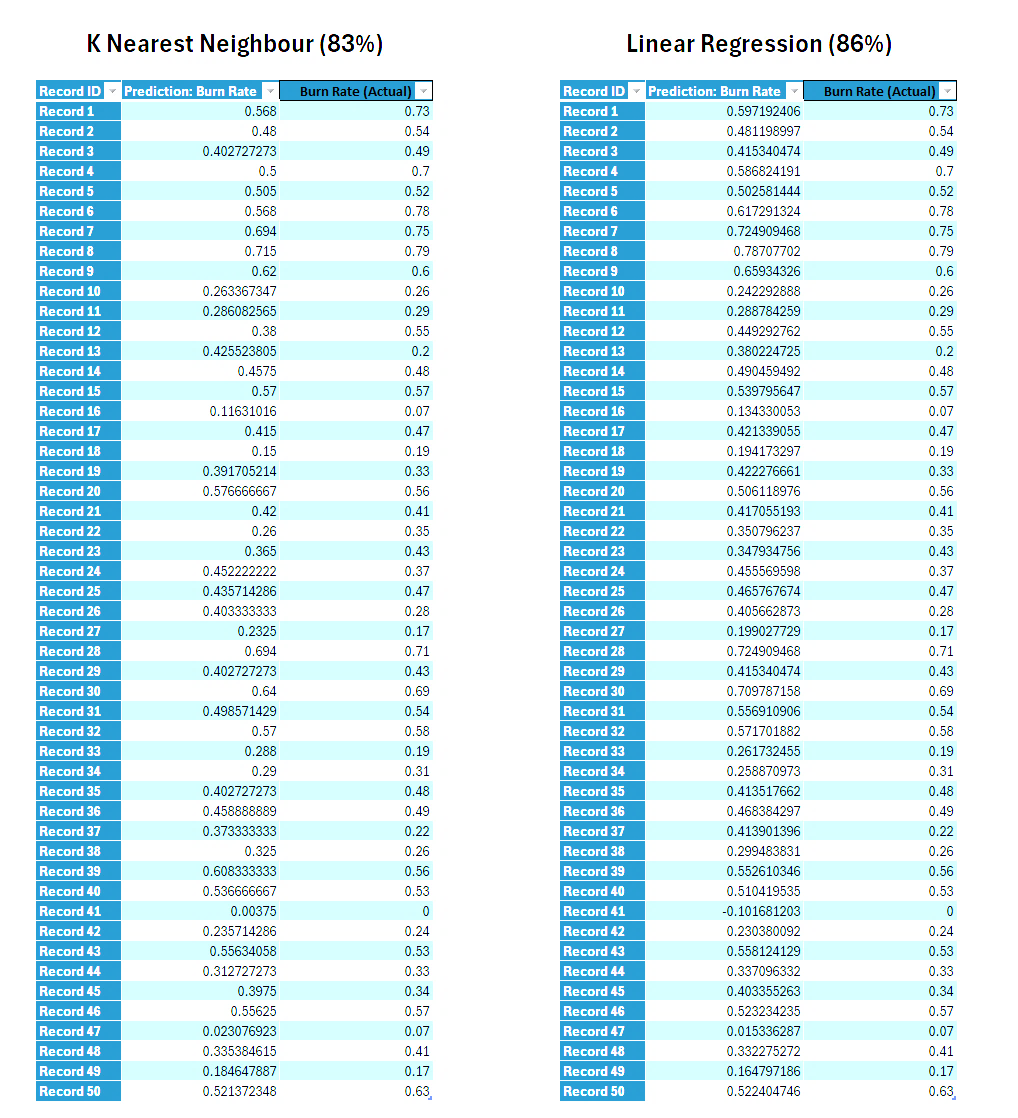 K Nearest Neighbour (83%) Linear Regression (86%)
Record ID Prediction: Burn Rate Burn Rate (Actual) Record ID Prediction: Burn Rate Burn Rate (Actual)
Record 1 0.568 0.73 Record 1 0.597192406 0.73
Record 2 0.48 0.54 Record 2 0.481198997 0.54
Record 3 0.402727273 0.49 Record 3 0.415340474 0.49
Record 4 0.5 0.7 Record 4 0.586824191 0.7
Record 5 0.505 0.52 Record 5 0.502581444 0.52
Record 6 0.568 0.78 Record 6 0.617291324 0.78
Record 7 0.694 0.75 Record 7 0.724909468 0.75
Record 8 0.715 0.79 Record 8 0.78707702 0.79
Record 9 0.62 0.6 Record 9 0.65934326 0.6
Record 10 0.263367347 0.26 Record 10 0.242292888 0.26
Record 11 0.286082565 0.29 Record 11 0.288784259 0.29
Record 12 0.38 0.55 Record 12 0.449292762 0.55
Record 13 0.425523805 0.2 Record 13 0.380224725 0.2
Record 14 0.4575 0.48 Record 14 0.490459492 0.48
Record 15 0.57 0.57 Record 15 0.539795647 0.57
Record 16 0.11631016 0.07 Record 16 0.134330053 0.07
Record 17 0.415 0.47 Record 17 0.421339055 0.47
Record 18 0.15 0.19 Record 18 0.194173297 0.19
Record 19 0.391705214 0.33 Record 19 0.422276661 0.33
Record 20 0.576666667 0.56 Record 20 0.506118976 0.56
Record 21 0.42 0.41 Record 21 0.417055193 0.41
Record 22 0.26 0.35 Record 22 0.350796237 0.35
Record 23 0.365 0.43 Record 23 0.347934756 0.43
Record 24 0.452222222 0.37 Record 24 0.455569598 0.37
Record 25 0.435714286 0.47 Record 25 0.465767674 0.47
Record 26 0.403333333 0.28 Record 26 0.405662873 0.28
Record 27 0.2325 0.17 Record 27 0.199027729 0.17
Record 28 0.694 0.71 Record 28 0.724909468 0.71
Record 29 0.402727273 0.43 Record 29 0.415340474 0.43
Record 30 0.64 0.69 Record 30 0.709787158 0.69
Record 31 0.498571429 0.54 Record 31 0.556910906 0.54
Record 32 0.57 0.58 Record 32 0.571701882 0.58
Record 33 0.288 0.19 Record 33 0.261732455 0.19
Record 34 0.29 0.31 Record 34 0.258870973 0.31
Record 35 0.402727273 0.48 Record 35 0.413517662 0.48
Record 36 0.458888889 0.49 Record 36 0.468384297 0.49
Record 37 0.373333333 0.22 Record 37 0.413901396 0.22
Record 38 0.325 0.26 Record 38 0.299483831 0.26
Record 39 0.608333333 0.56 Record 39 0.552610346 0.56
Record 40 0.536666667 0.53 Record 40 0.510419535 0.53
Record 41 0.00375 0 Record 41 -0.101681203 0
Record 42 0.235714286 0.24 Record 42 0.230380092 0.24
Record 43 0.55634058 0.53 Record 43 0.558124129 0.53
Record 44 0.312727273 0.33 Record 44 0.337096332 0.33
Record 45 0.3975 0.34 Record 45 0.403355263 0.34
Record 46 0.55625 0.57 Record 46 0.523234235 0.57
Record 47 0.023076923 0.07 Record 47 0.015336287 0.07
Record 48 0.335384615 0.41 Record 48 0.332275272 0.41
Record 49 0.184647887 0.17 Record 49 0.164797186 0.17
Record 50 0.521372348 0.63 Record 50 0.522404746 0.63